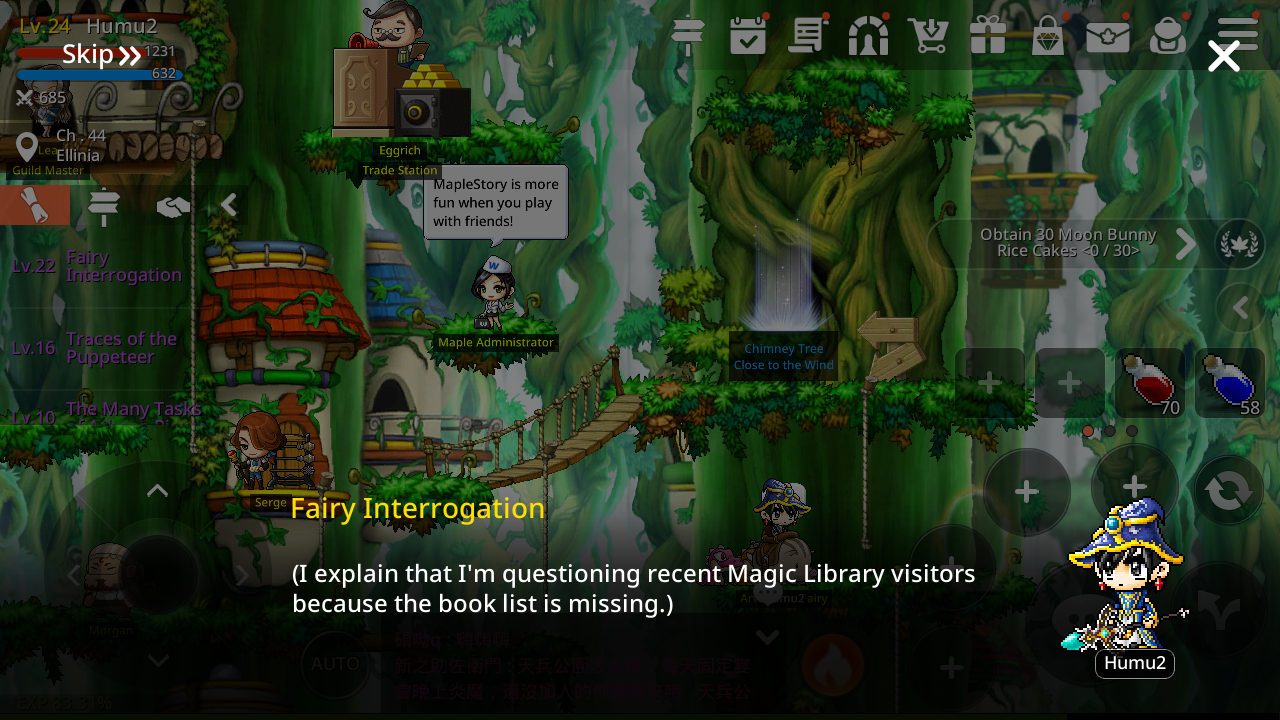 Lv.24 Humu2
Skip
1231
632
685
Ch . 44
Ellinia
Guild Master
Eggrich
Trade Station
MapleStory is more
fun when you play
with friends!
Maple Administrator
Obtain 30 Moon Bunny
Rice Cakes <0 / 30>
Lv.22 Fairy
Interrogation
Lv.16 Traces of the
Puppeteer
Lv.10 The Many Tasks
Chimney Tree
Close to the Wind
70
58
Serge
Fairy Interrogation
(I explain that I'm questioning recent Magic Library visitors
because the book list is missing.)
Morgan
AUTO
Humu2